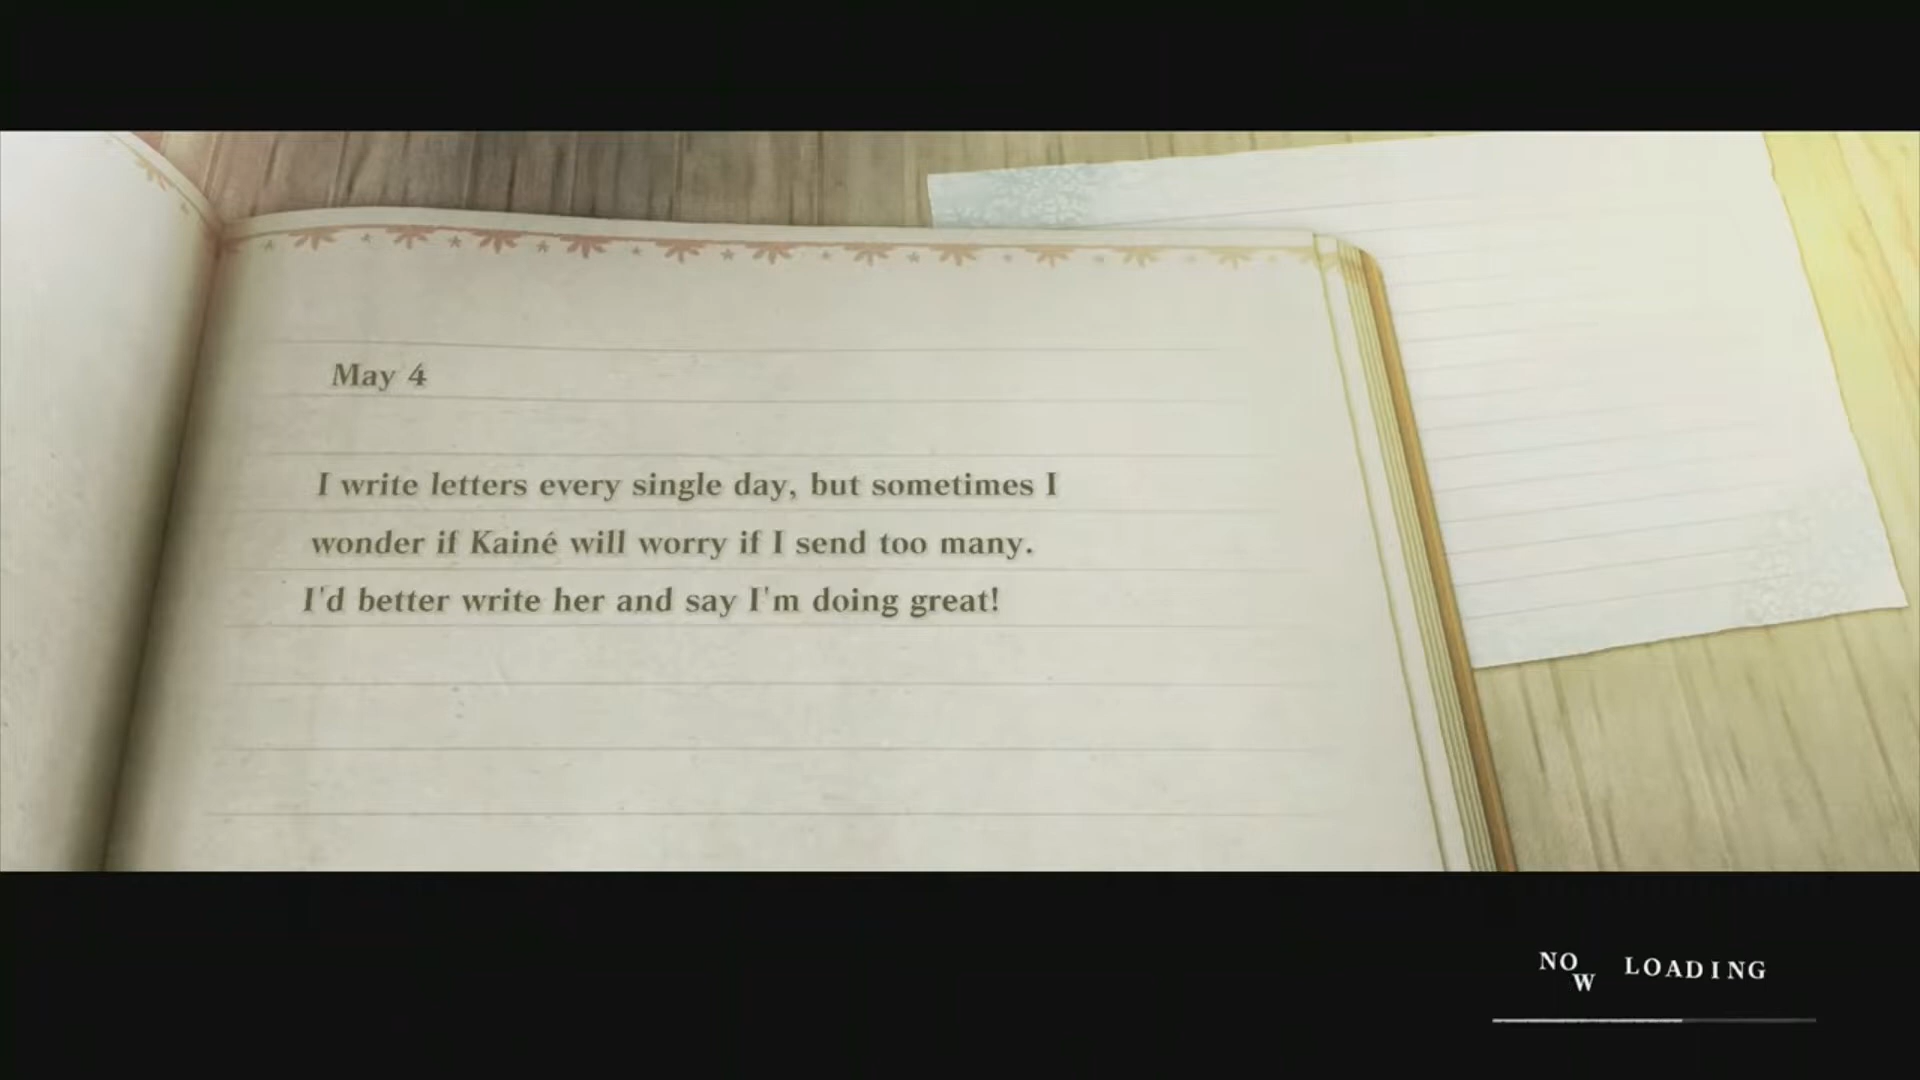 May 4
I write letters every single day, but sometimes I
wonder if Kainé will worry if I send too many.
I'd better write her and say I'm doing great!
NOW LOADING